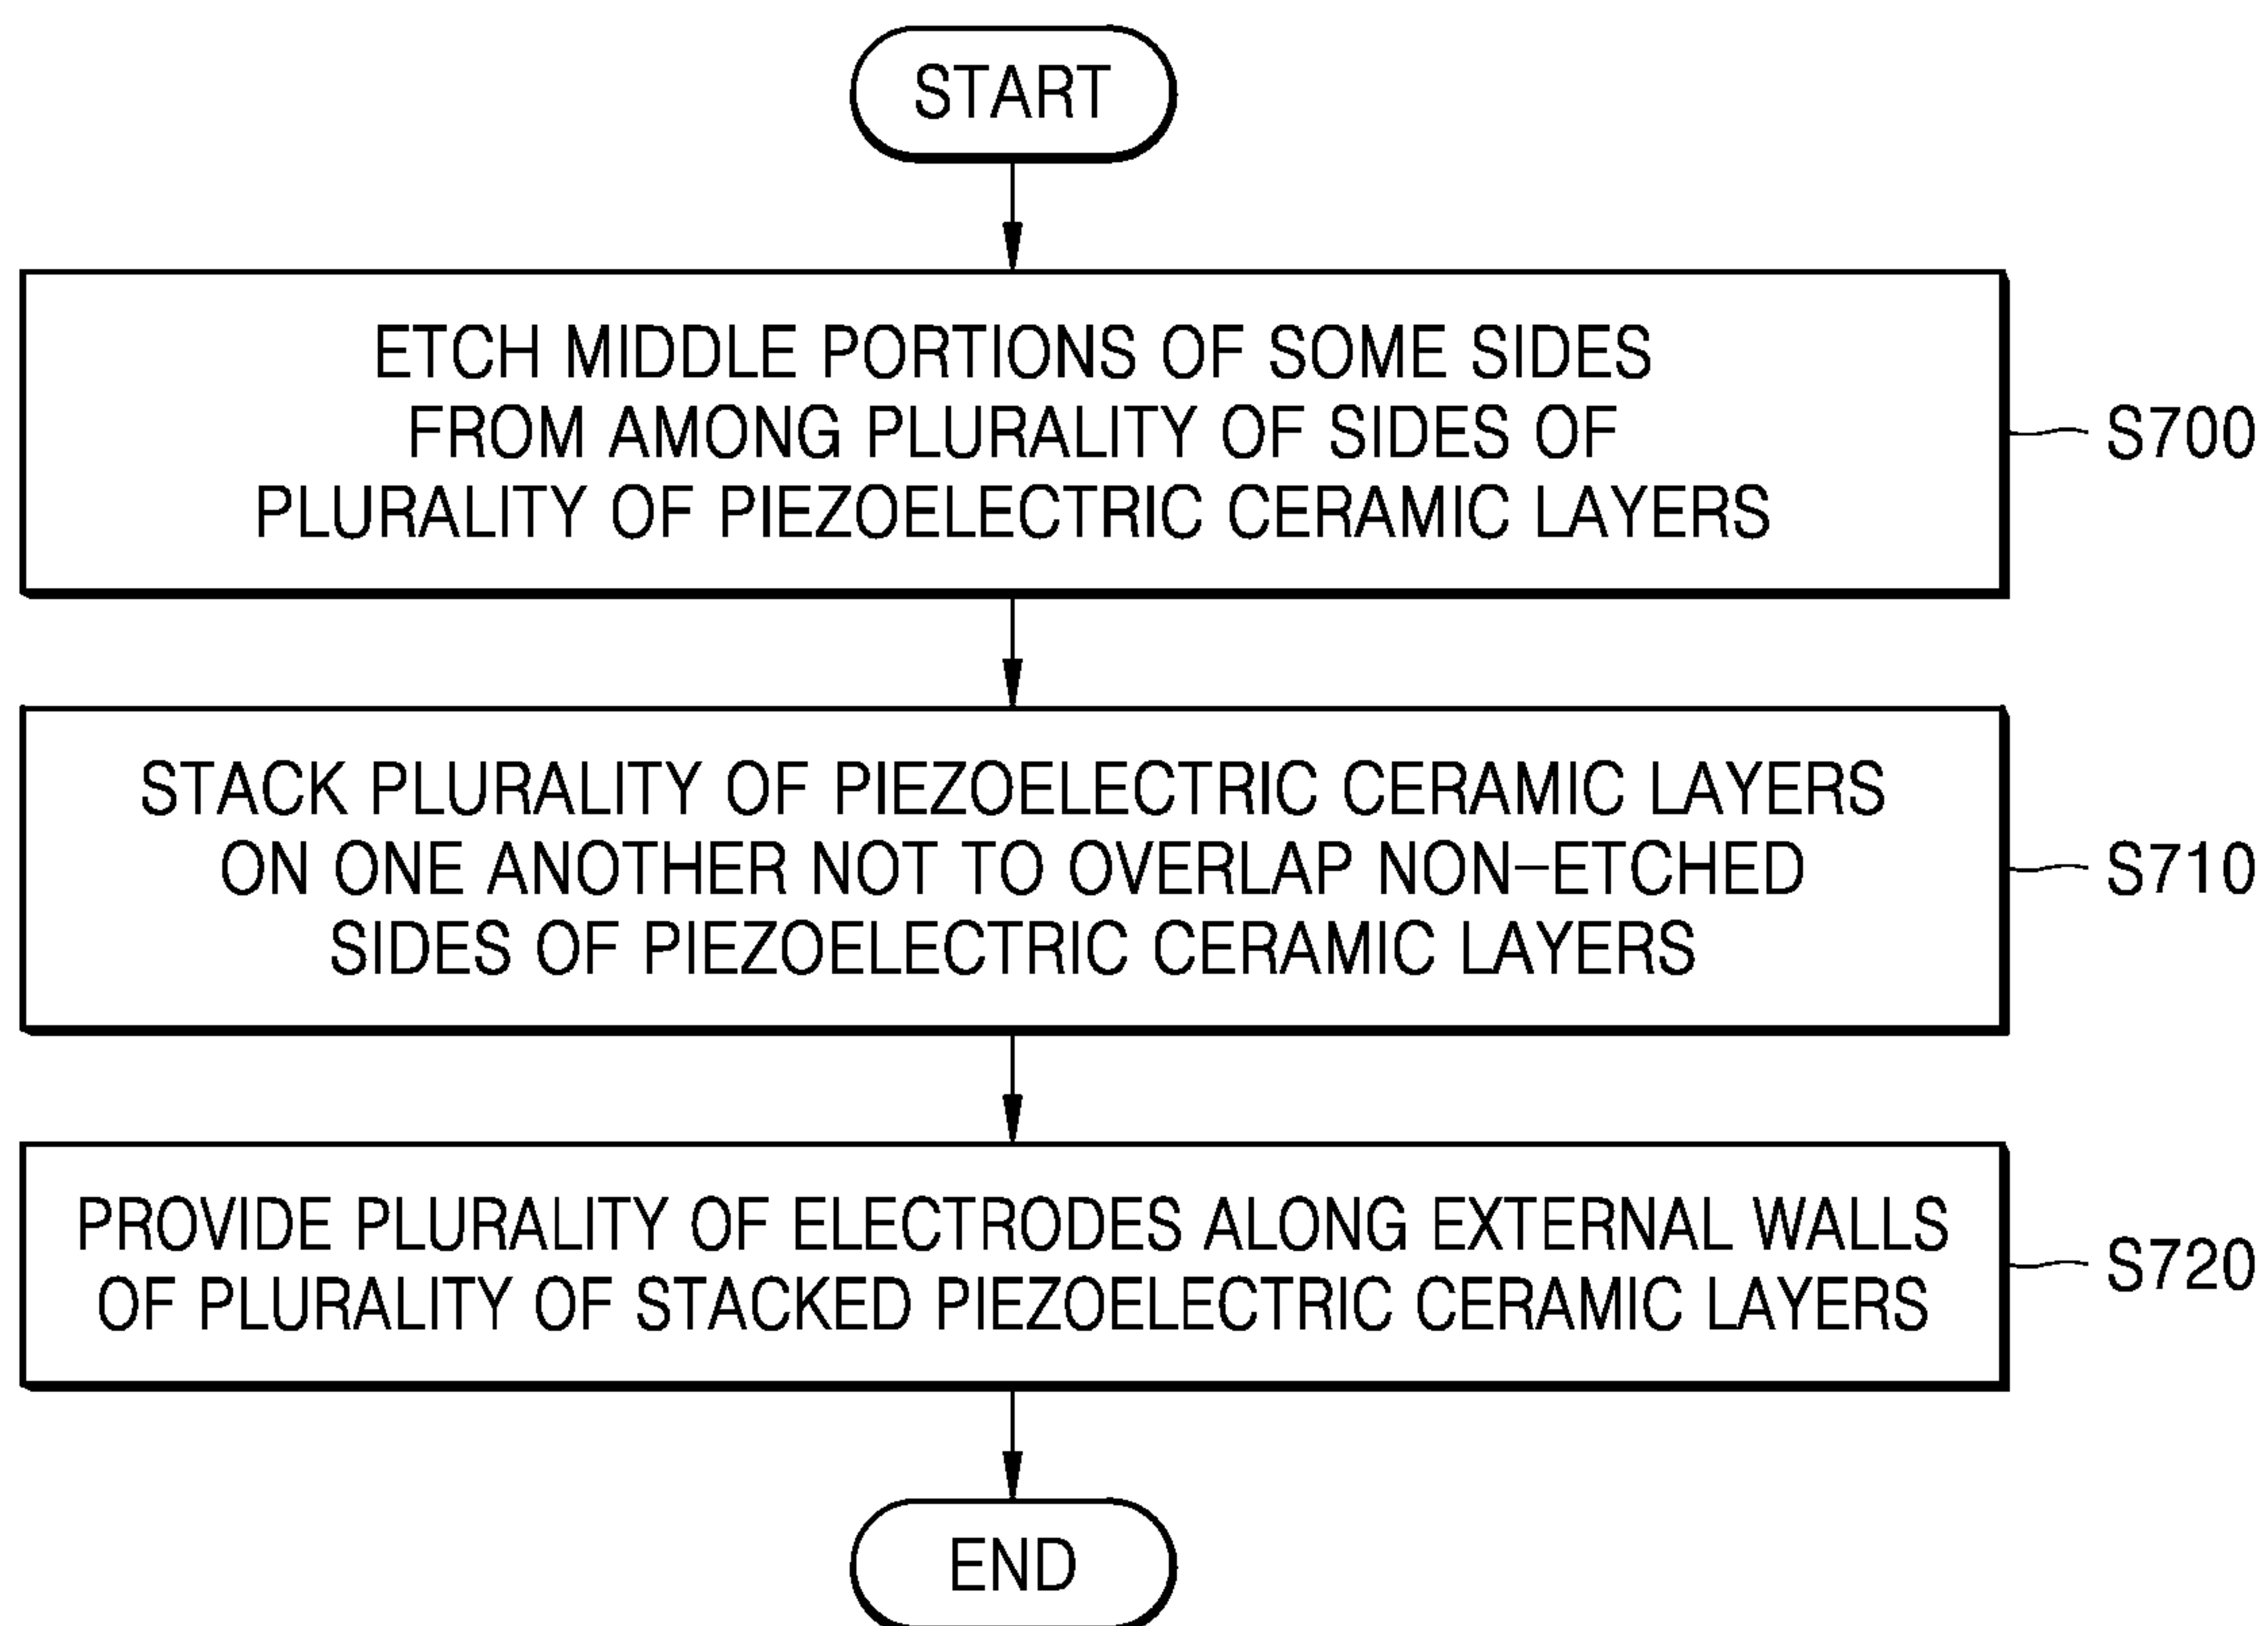 START
ETCH MIDDLE PORTIONS OF SOME SIDES
FROM AMONG PLURALITY OF SIDES OF
PLURALITY OF PIEZOELECTRIC CERAMIC LAYERS
S700
STACK PLURALITY OF PIEZOELECTRIC CERAMIC LAYERS
ON ONE ANOTHER NOT TO OVERLAP NON-ETCHED
SIDES OF PIEZOELECTRIC CERAMIC LAYERS
S710
PROVIDE PLURALITY OF ELECTRODES ALONG EXTERNAL WALLS
OF PLURALITY OF STACKED PIEZOELECTRIC CERAMIC LAYERS
S720
END